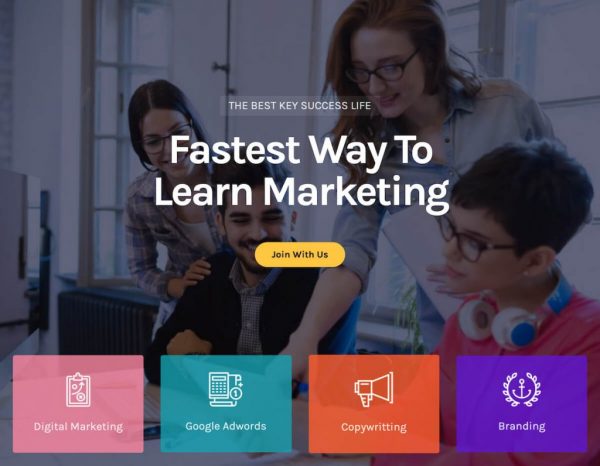 THE BEST KEY SUCCESS LIFE
Fastest Way To
Learn Marketing
Join With Us
Digital Marketing
Google Adwords
Copywritting
Branding